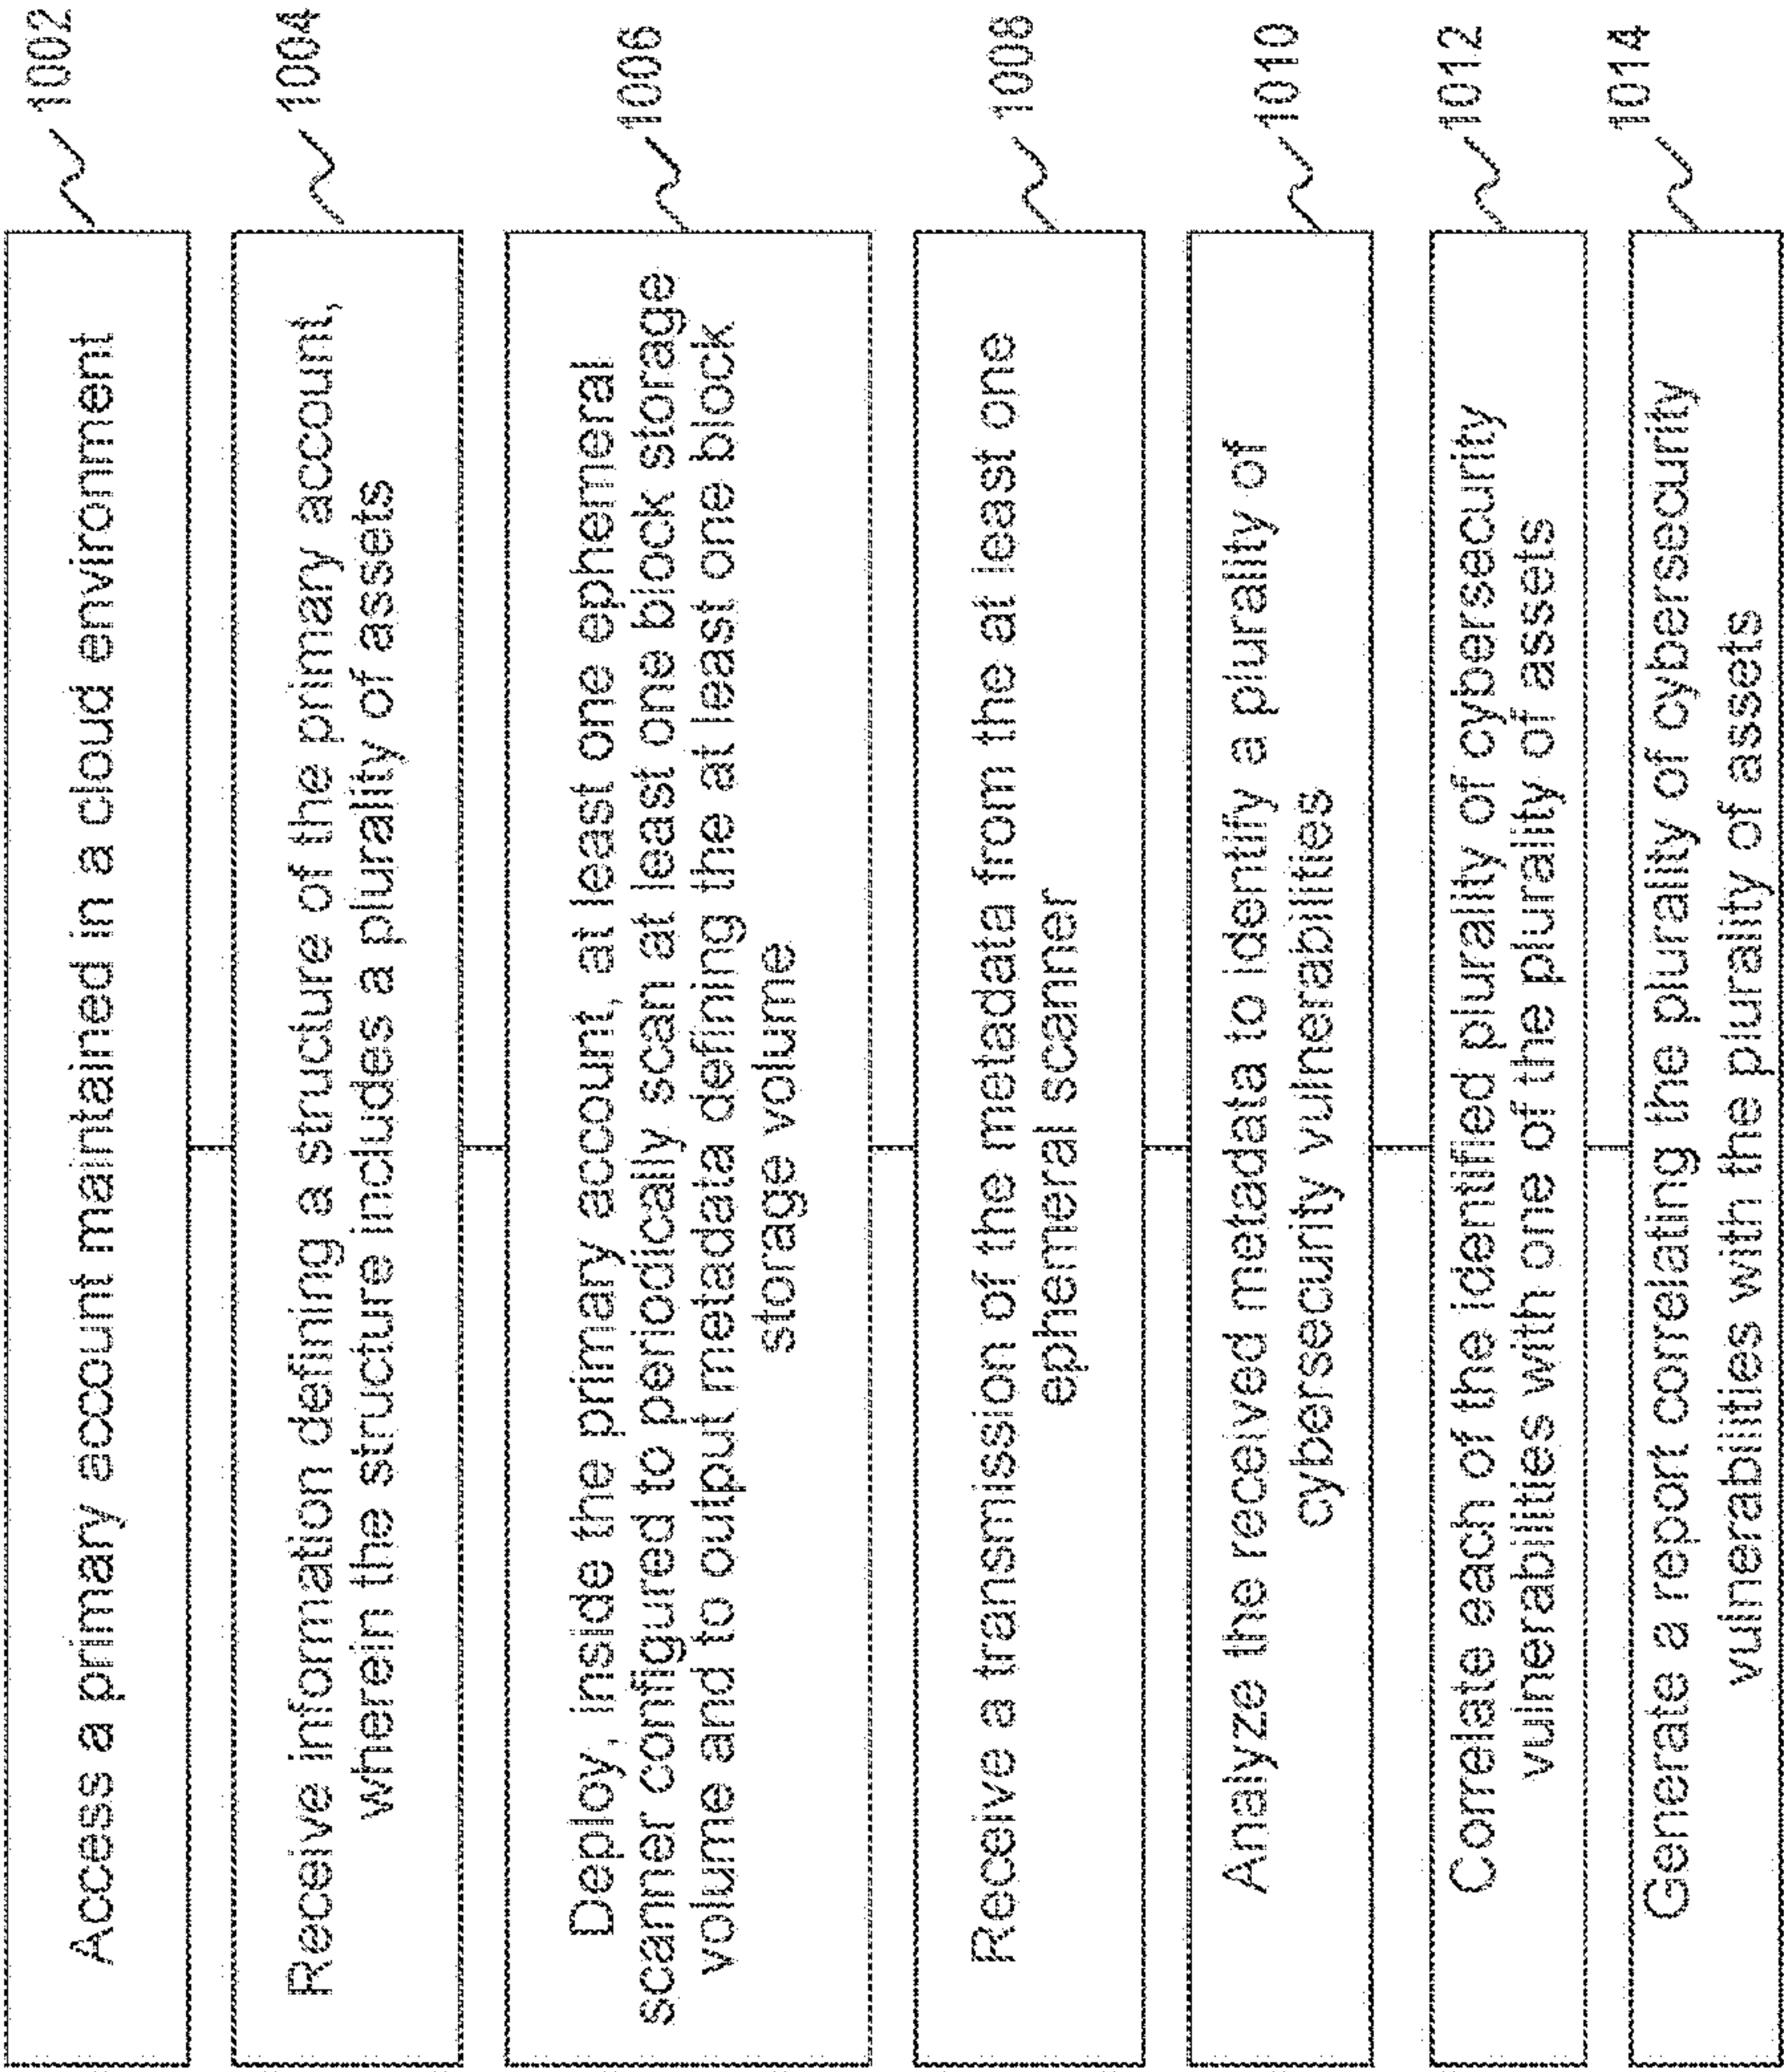 Access a primary account maintained in a cloud environment
1002
Receive information defining a structure of the primary account,
wherein the structure includes a plurality of assets
1004
Deploy, inside the primary account, at least one ephemeral
scanner configured to periodically scan at least one block storage
volume and to output metadata defining the at least one block
storage volume
1006
Receive a transmission of the metadata from the at least one
ephemeral scanner
1008
Analyze the received metadata to identify a plurality of
cybersecurity vulnerabilities
1010
Correlate each of the identified plurality of cybersecurity
vulnerabilities with one of the plurality of assets
1012
Generate a report correlating the plurality of cybersecurity
vulnerabilities with the plurality of assets
1014